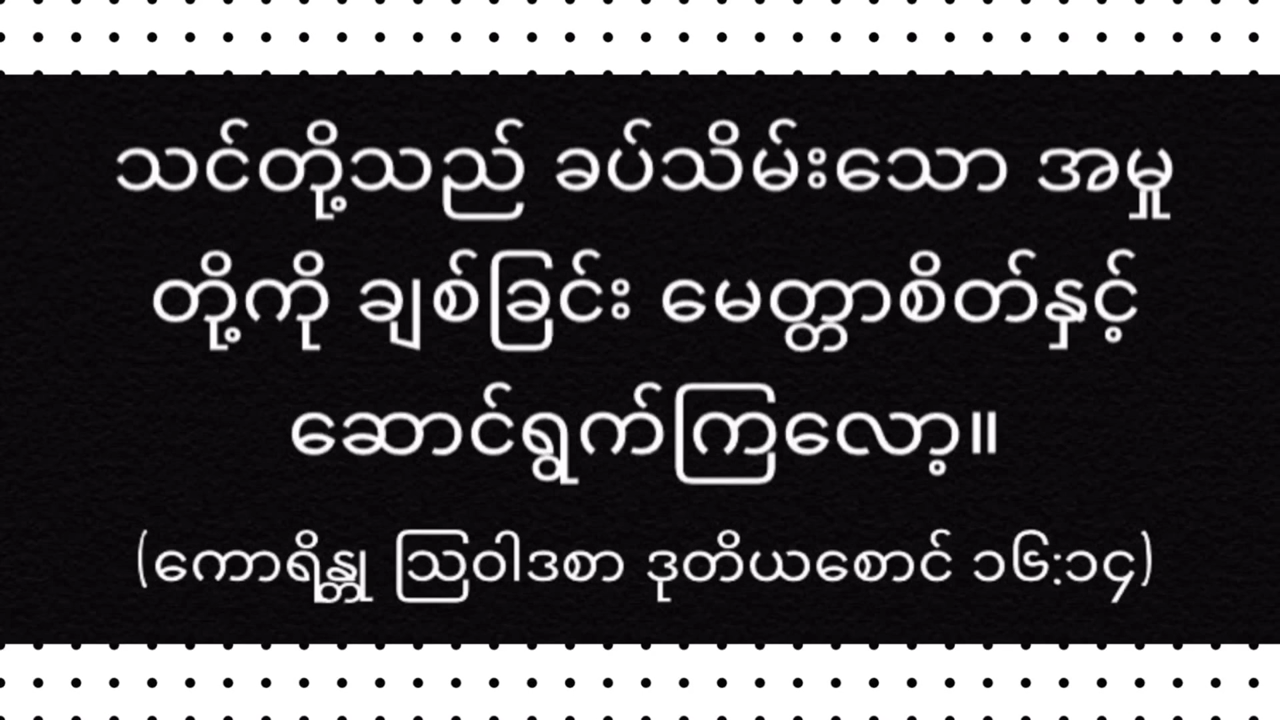 သင်တို့သည် ခပ်သိမ်းသော အမှု
တို့ကို ချစ်ခြင်း မေတ္တာစိတ်နှင့်
ဆောင်ရွက်ကြလော့။
(ကောရိန္တု ဩဝါဒစာ ဒုတိယစောင် ၁၆:၁၄)